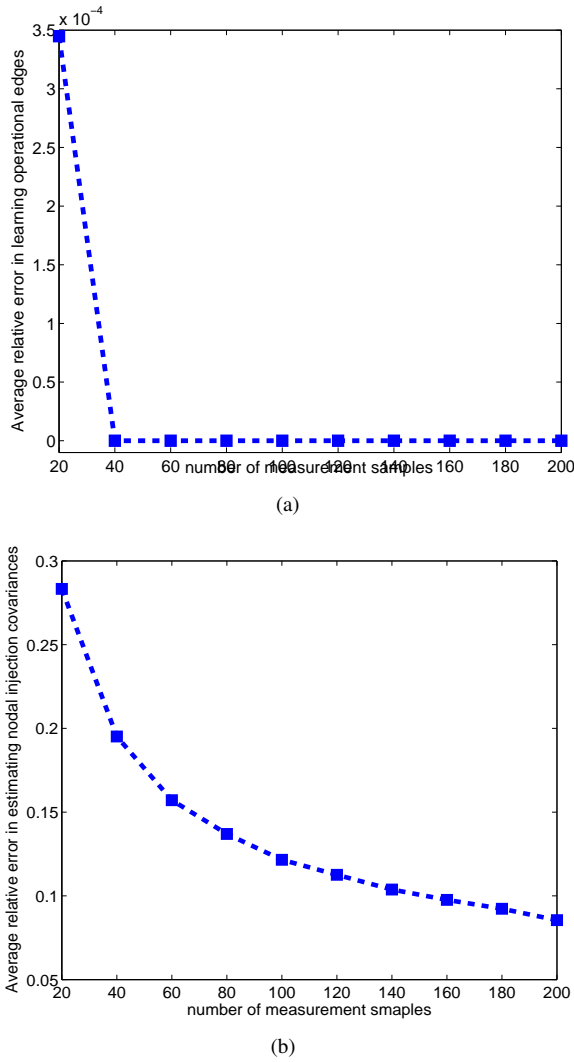 x 10⁻⁴
3.5
3
2.5
2
1.5
1
0.5
0
Average relative error in learning operational edges
20 40 60 80 100 120 140 160 180 200
number of measurement samples
(a)
0.3
0.25
0.2
0.15
0.1
0.05
Average relative error in estimating nodal injection covariances
20 40 60 80 100 120 140 160 180 200
number of measurement smaples
(b)